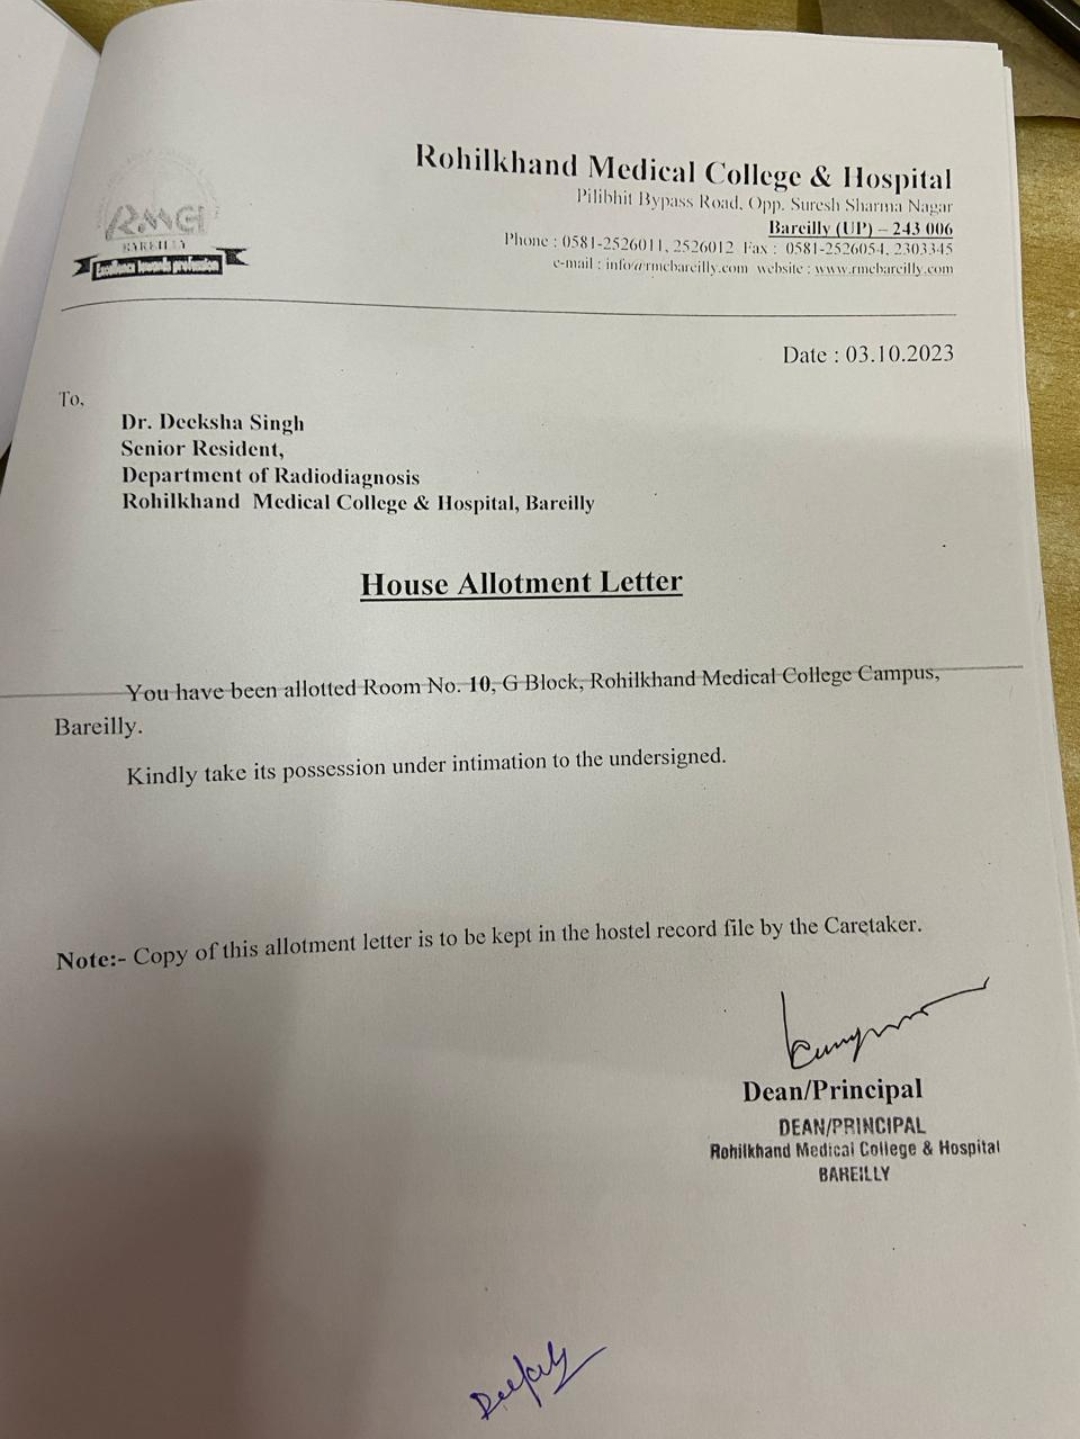 Rohilkhand Medical College & Hospital
Pilibhit Bypass Road, Opp. Suresh Sharma Nagar
Bareilly (UP) – 243 006
Phone : 0581-2526011, 2526012 Fax : 0581-2526054, 2303345
e-mail : info@rmcbareilly.com website : www.rmcbareilly.com
BAREILLY
Excellence towards profession
Date : 03.10.2023
To,
Dr. Deeksha Singh
Senior Resident,
Department of Radiodiagnosis
Rohilkhand Medical College & Hospital, Bareilly
House Allotment Letter
You have been allotted Room No. 10, G Block, Rohilkhand Medical College Campus,
Bareilly.
Kindly take its possession under intimation to the undersigned.
Note:- Copy of this allotment letter is to be kept in the hostel record file by the Caretaker.
Dean/Principal
DEAN/PRINCIPAL
Rohilkhand Medical College & Hospital
BAREILLY